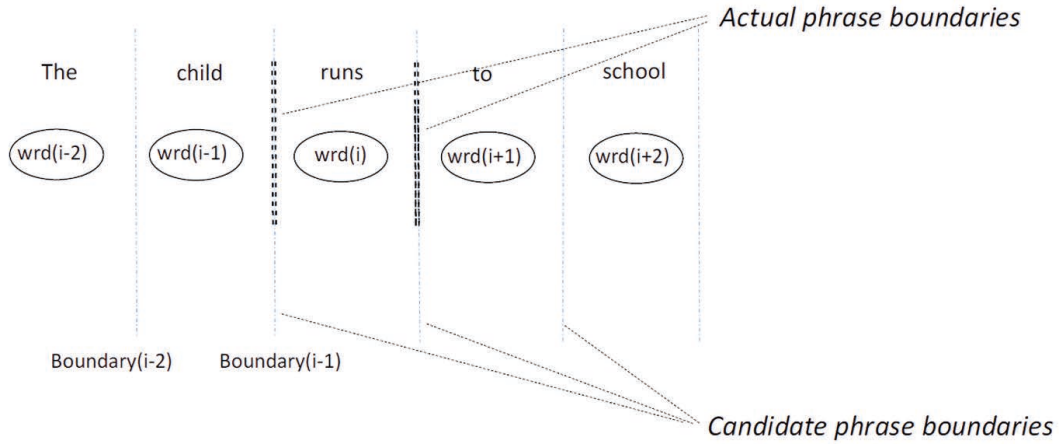 Actual phrase boundaries
The child runs to school
wrd(i-2) wrd(i-1) wrd(i) wrd(i+1) wrd(i+2)
Boundary(i-2) Boundary(i-1)
Candidate phrase boundaries